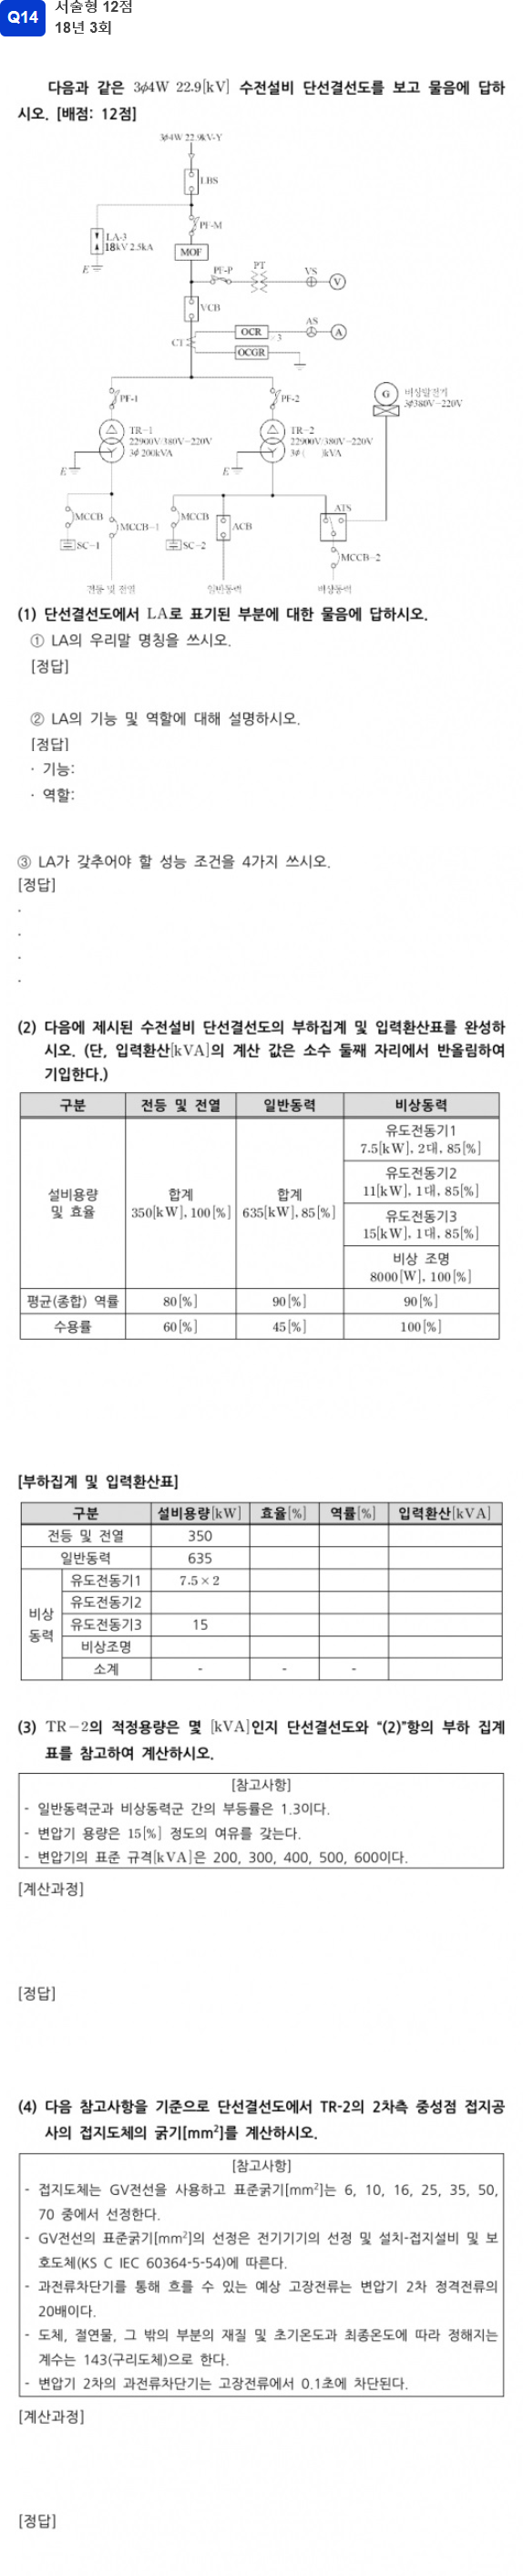 Q14
서술형 12점
18년 3회
다음과 같은 3φ4W 22.9[kV] 수전설비 단선결선도를 보고 물음에 답하
시오. [배점: 12점]
3φ4W 22.9kV-Y
LBS
LA-3
18kV 2.5kA
E
PF-M
MOF
PF-P
PT
VS
V
VCB
CT
OCR
×3
AS
A
OCGR
PF-1
PF-2
G
비상발전기
3φ380V-220V
TR-1
22900V/380V-220V
3φ 200kVA
E
TR-2
22900V/380V-220V
3φ ( )kVA
E
MCCB
MCCB-1
SC-1
MCCB
ACB
SC-2
ATS
MCCB-2
전등 및 전열
일반동력
비상동력
(1) 단선결선도에서 LA로 표기된 부분에 대한 물음에 답하시오.
① LA의 우리말 명칭을 쓰시오.
[정답]
② LA의 기능 및 역할에 대해 설명하시오.
[정답]
· 기능:
· 역할:
③ LA가 갖추어야 할 성능 조건을 4가지 쓰시오.
[정답]
·
·
·
·
(2) 다음에 제시된 수전설비 단선결선도의 부하집계 및 입력환산표를 완성하
시오. (단, 입력환산[kVA]의 계산 값은 소수 둘째 자리에서 반올림하여
기입한다.)
구분 전등 및 전열 일반동력 비상동력
설비용량
및 효율
합계
350[kW], 100[%]
합계
635[kW], 85[%]
유도전동기1
7.5[kW], 2대, 85[%]
유도전동기2
11[kW], 1대, 85[%]
유도전동기3
15[kW], 1대, 85[%]
비상 조명
8000[W], 100[%]
평균(종합) 역률 80[%] 90[%] 90[%]
수용률 60[%] 45[%] 100[%]
[부하집계 및 입력환산표]
구분 설비용량[kW] 효율[%] 역률[%] 입력환산[kVA]
전등 및 전열 350
일반동력 635
비상
동력
유도전동기1 7.5×2
유도전동기2
유도전동기3 15
비상조명
소계 - - -
(3) TR-2의 적정용량은 몇 [kVA]인지 단선결선도와 "(2)"항의 부하 집계
표를 참고하여 계산하시오.
[참고사항]
- 일반동력군과 비상동력군 간의 부등률은 1.3이다.
- 변압기 용량은 15[%] 정도의 여유를 갖는다.
- 변압기의 표준 규격[kVA]은 200, 300, 400, 500, 600이다.
[계산과정]
[정답]
(4) 다음 참고사항을 기준으로 단선결선도에서 TR-2의 2차측 중성점 접지공
사의 접지도체의 굵기[mm²]를 계산하시오.
[참고사항]
- 접지도체는 GV전선을 사용하고 표준굵기[mm²]는 6, 10, 16, 25, 35, 50,
70 중에서 선정한다.
- GV전선의 표준굵기[mm²]의 선정은 전기기기의 선정 및 설치-접지설비 및 보
호도체(KS C IEC 60364-5-54)에 따른다.
- 과전류차단기를 통해 흐를 수 있는 예상 고장전류는 변압기 2차 정격전류의
20배이다.
- 도체, 절연물, 그 밖의 부분의 재질 및 초기온도과 최종온도에 따라 정해지는
계수는 143(구리도체)으로 한다.
- 변압기 2차의 과전류차단기는 고장전류에서 0.1초에 차단된다.
[계산과정]
[정답]